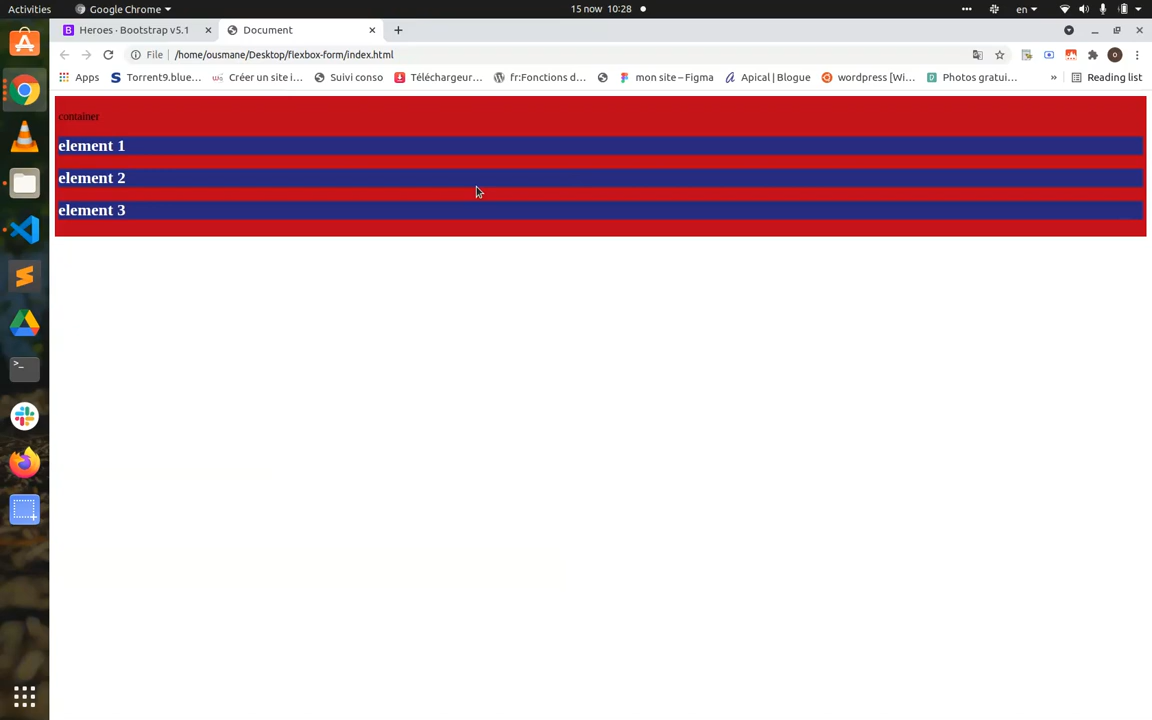 Activities Google Chrome 15 now 10:28 en
Heroes · Bootstrap v5.1 Document
File /home/ousmane/Desktop/flexbox-form/index.html
Apps Torrent9.blue... Créer un site i... Suivi conso Téléchargeur... fr:Fonctions d... mon site – Figma Apical | Blogue wordpress [Wi... Photos gratui... » Reading list
container
element 1
element 2
element 3